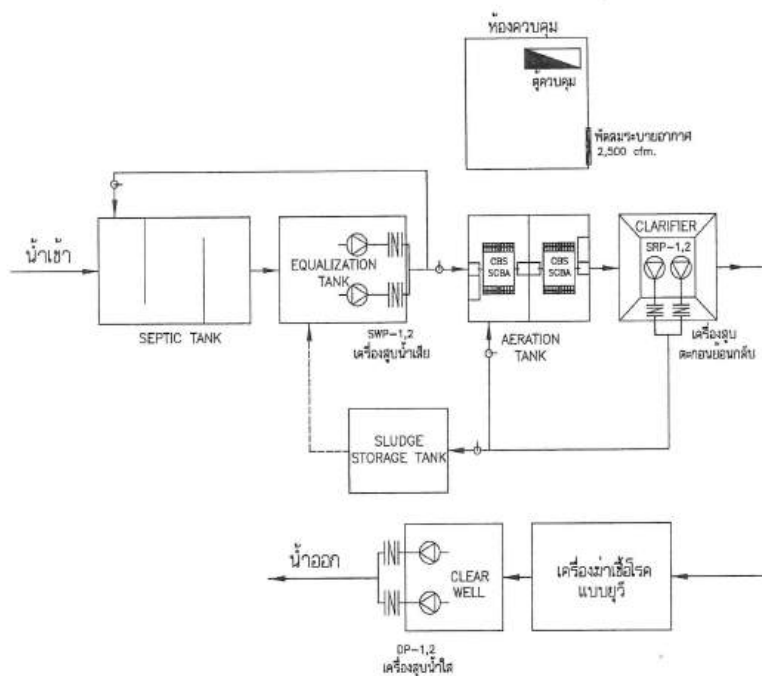 ห้องควบคุม
ตู้ควบคุม
พัดลมระบายอากาศ
2,500 cfm.
น้ำเข้า
SEPTIC TANK
EQUALIZATION
TANK
SWP-1,2
เครื่องสูบน้ำเสีย
CBS
SCBA
CBS
SCBA
AERATION
TANK
CLARIFIER
SRP-1,2
เครื่องสูบ
ตะกอนย้อนกลับ
SLUDGE
STORAGE TANK
น้ำออก
CLEAR
WELL
DP-1,2
เครื่องสูบน้ำใส
เครื่องฆ่าเชื้อโรค
แบบยูวี